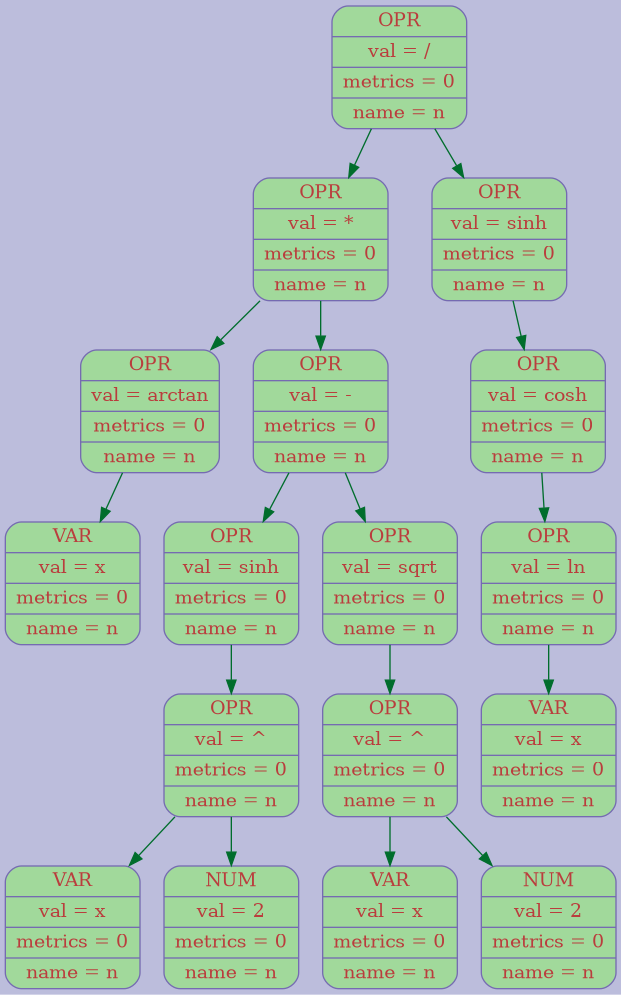 OPR
val = /
metrics = 0
name = n
OPR
val = *
metrics = 0
name = n
OPR
val = sinh
metrics = 0
name = n
OPR
val = arctan
metrics = 0
name = n
OPR
val = -
metrics = 0
name = n
OPR
val = cosh
metrics = 0
name = n
VAR
val = x
metrics = 0
name = n
OPR
val = sinh
metrics = 0
name = n
OPR
val = sqrt
metrics = 0
name = n
OPR
val = ln
metrics = 0
name = n
OPR
val = ^
metrics = 0
name = n
OPR
val = ^
metrics = 0
name = n
VAR
val = x
metrics = 0
name = n
VAR
val = x
metrics = 0
name = n
NUM
val = 2
metrics = 0
name = n
VAR
val = x
metrics = 0
name = n
NUM
val = 2
metrics = 0
name = n